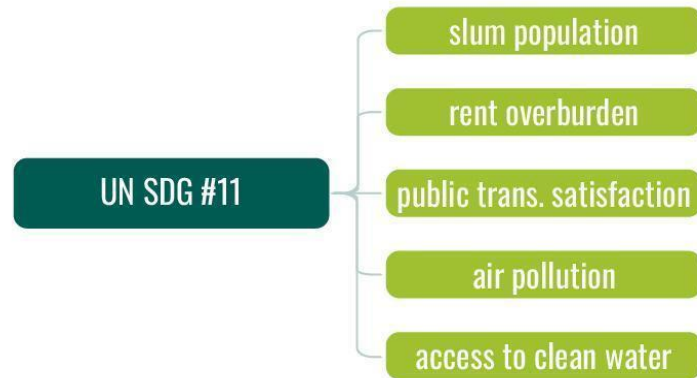 UN SDG #11
slum population
rent overburden
public trans. satisfaction
air pollution
access to clean water